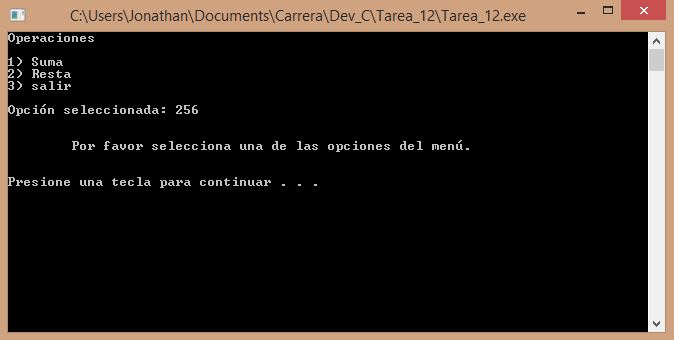 C:\Users\Jonathan\Documents\Carrera\Dev_C\Tarea_12\Tarea_12.exe
Operaciones
1) Suma
2) Resta
3) salir
Opción seleccionada: 256
Por favor selecciona una de las opciones del menú.
Presione una tecla para continuar . . .